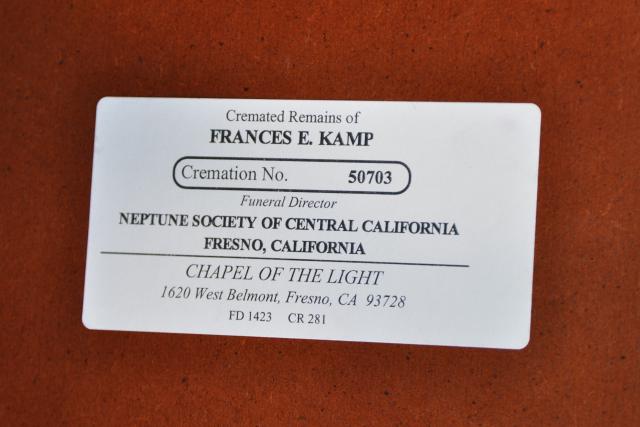 Cremated Remains of
FRANCES E. KAMP
Cremation No. 50703
Funeral Director
NEPTUNE SOCIETY OF CENTRAL CALIFORNIA
FRESNO, CALIFORNIA
CHAPEL OF THE LIGHT
1620 West Belmont, Fresno, CA 93728
FD 1423 CR 281